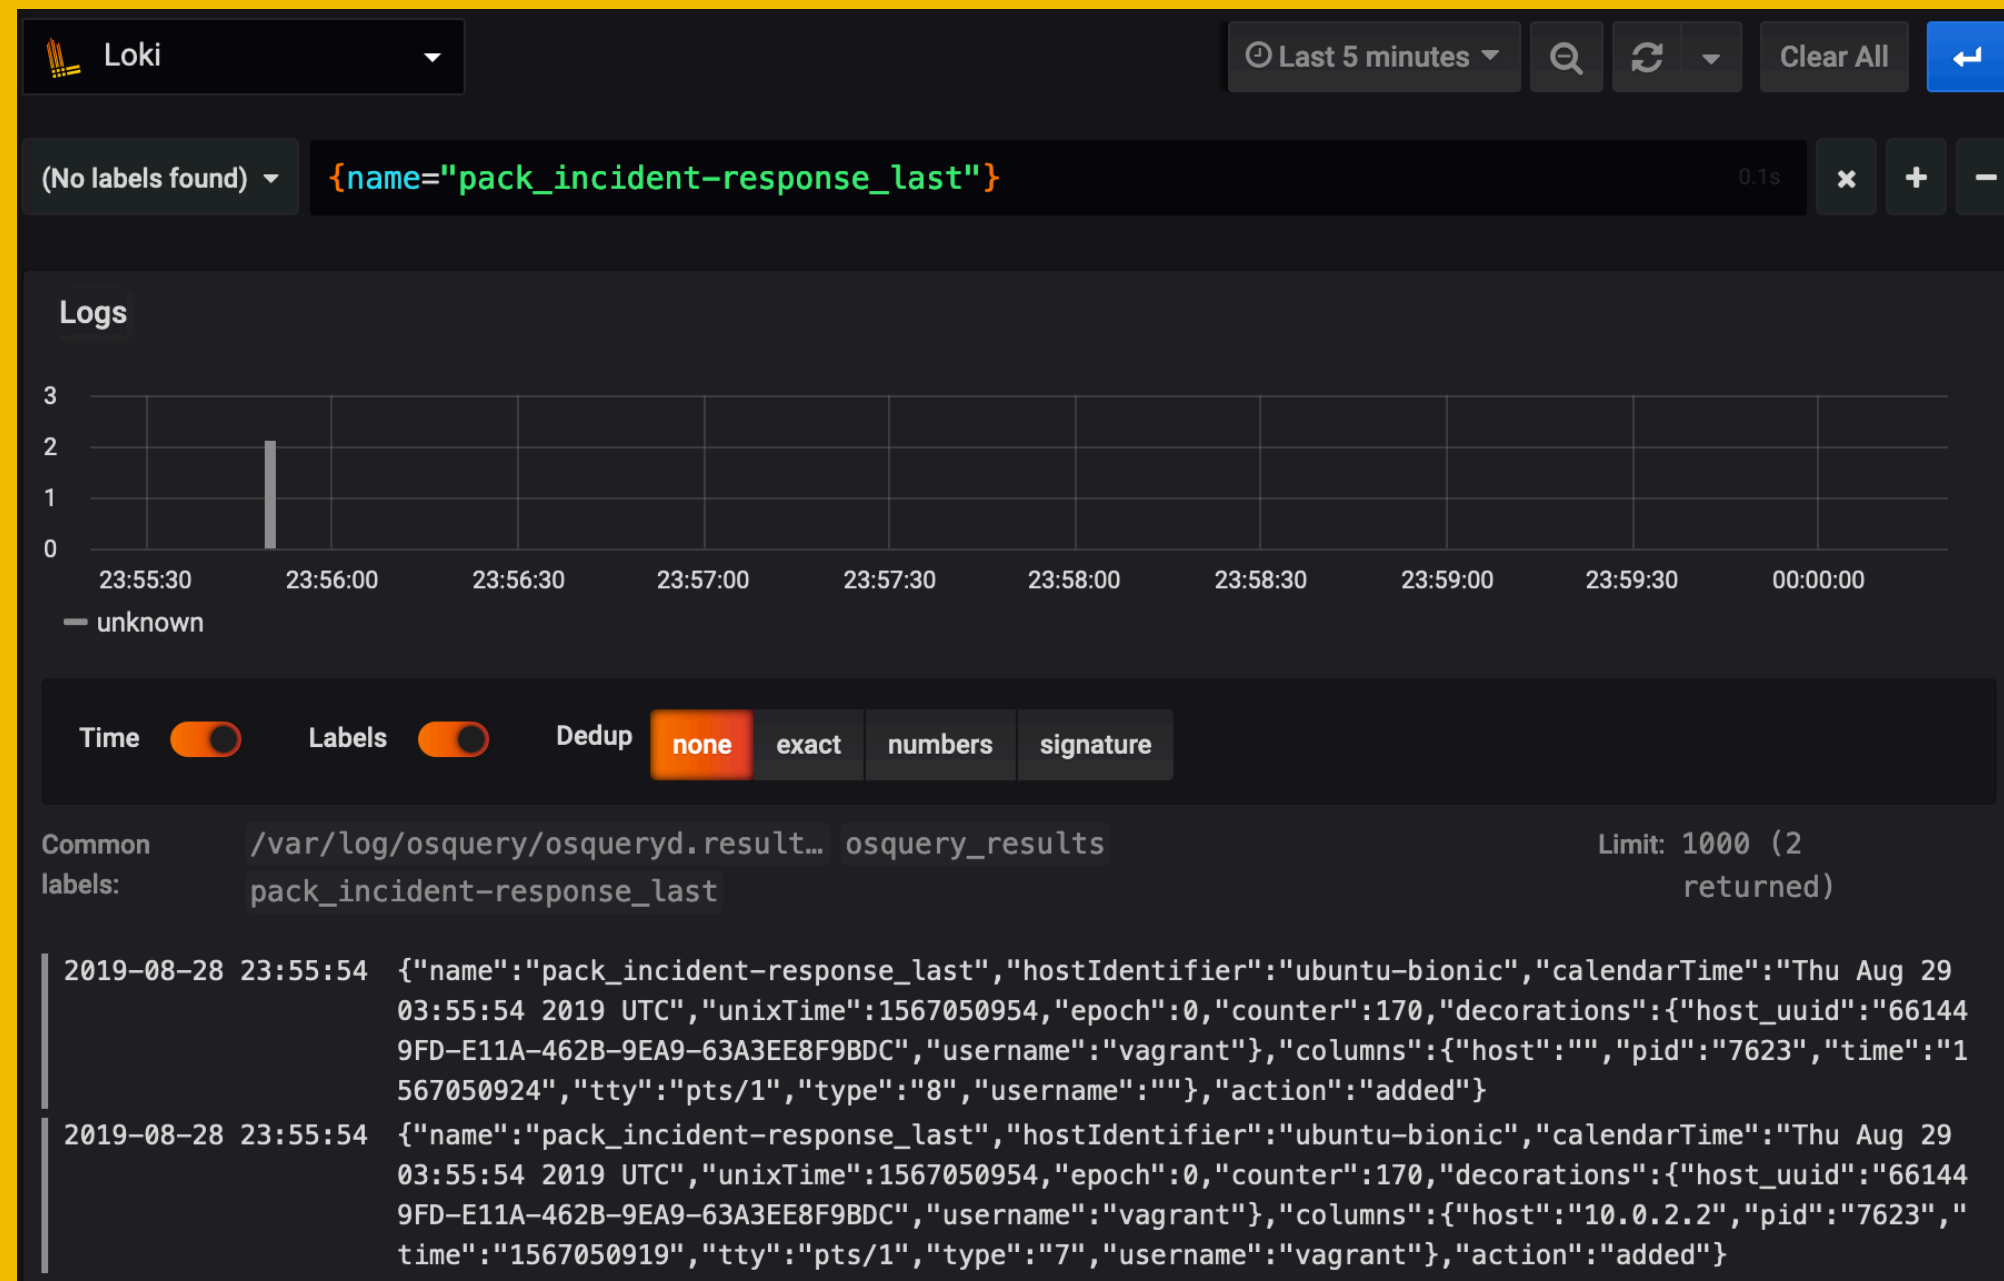 Loki
Last 5 minutes
Clear All
(No labels found)
{name="pack_incident-response_last"}
0.1s
Logs
3
2
1
0
23:55:30 23:56:00 23:56:30 23:57:00 23:57:30 23:58:00 23:58:30 23:59:00 23:59:30 00:00:00
unknown
Time Labels Dedup none exact numbers signature
Common labels: /var/log/osquery/osqueryd.result… osquery_results
pack_incident-response_last
Limit: 1000 (2
returned)
2019-08-28 23:55:54 {"name":"pack_incident-response_last","hostIdentifier":"ubuntu-bionic","calendarTime":"Thu Aug 29
03:55:54 2019 UTC","unixTime":1567050954,"epoch":0,"counter":170,"decorations":{"host_uuid":"66144
9FD-E11A-462B-9EA9-63A3EE8F9BDC","username":"vagrant"},"columns":{"host":"","pid":"7623","time":"1
567050924","tty":"pts/1","type":"8","username":""},"action":"added"}
2019-08-28 23:55:54 {"name":"pack_incident-response_last","hostIdentifier":"ubuntu-bionic","calendarTime":"Thu Aug 29
03:55:54 2019 UTC","unixTime":1567050954,"epoch":0,"counter":170,"decorations":{"host_uuid":"66144
9FD-E11A-462B-9EA9-63A3EE8F9BDC","username":"vagrant"},"columns":{"host":"10.0.2.2","pid":"7623","
time":"1567050919","tty":"pts/1","type":"7","username":"vagrant"},"action":"added"}